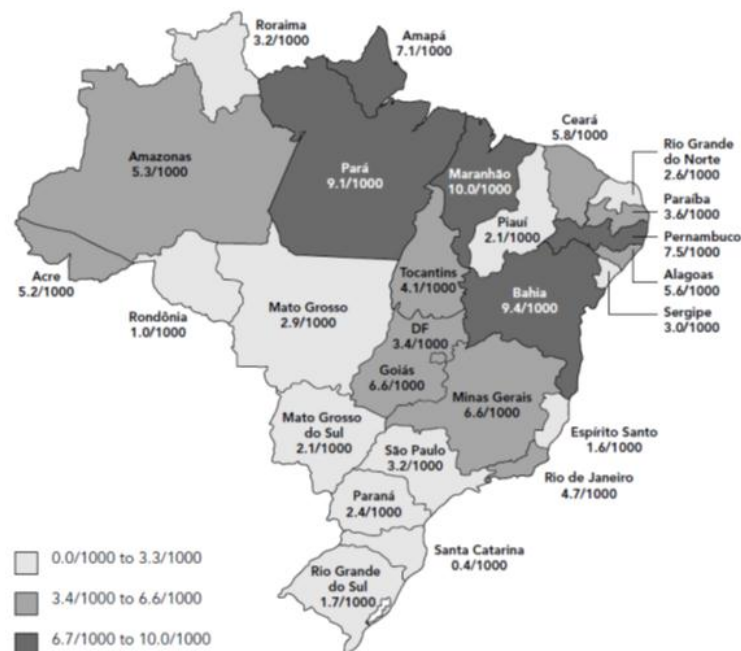 Roraima
3.2/1000
Amapá
7.1/1000
Ceará
5.8/1000
Rio Grande
do Norte
2.6/1000
Amazonas
5.3/1000
Pará
9.1/1000
Maranhão
10.0/1000
Paraíba
3.6/1000
Piauí
2.1/1000
Pernambuco
7.5/1000
Acre
5.2/1000
Tocantins
4.1/1000
Alagoas
5.6/1000
Rondônia
1.0/1000
Mato Grosso
2.9/1000
Bahia
9.4/1000
Sergipe
3.0/1000
DF
3.4/1000
Goiás
6.6/1000
Minas Gerais
6.6/1000
Mato Grosso
do Sul
2.1/1000
São Paulo
3.2/1000
Espírito Santo
1.6/1000
Rio de Janeiro
4.7/1000
Paraná
2.4/1000
Santa Catarina
0.4/1000
Rio Grande
do Sul
1.7/1000
0.0/1000 to 3.3/1000
3.4/1000 to 6.6/1000
6.7/1000 to 10.0/1000